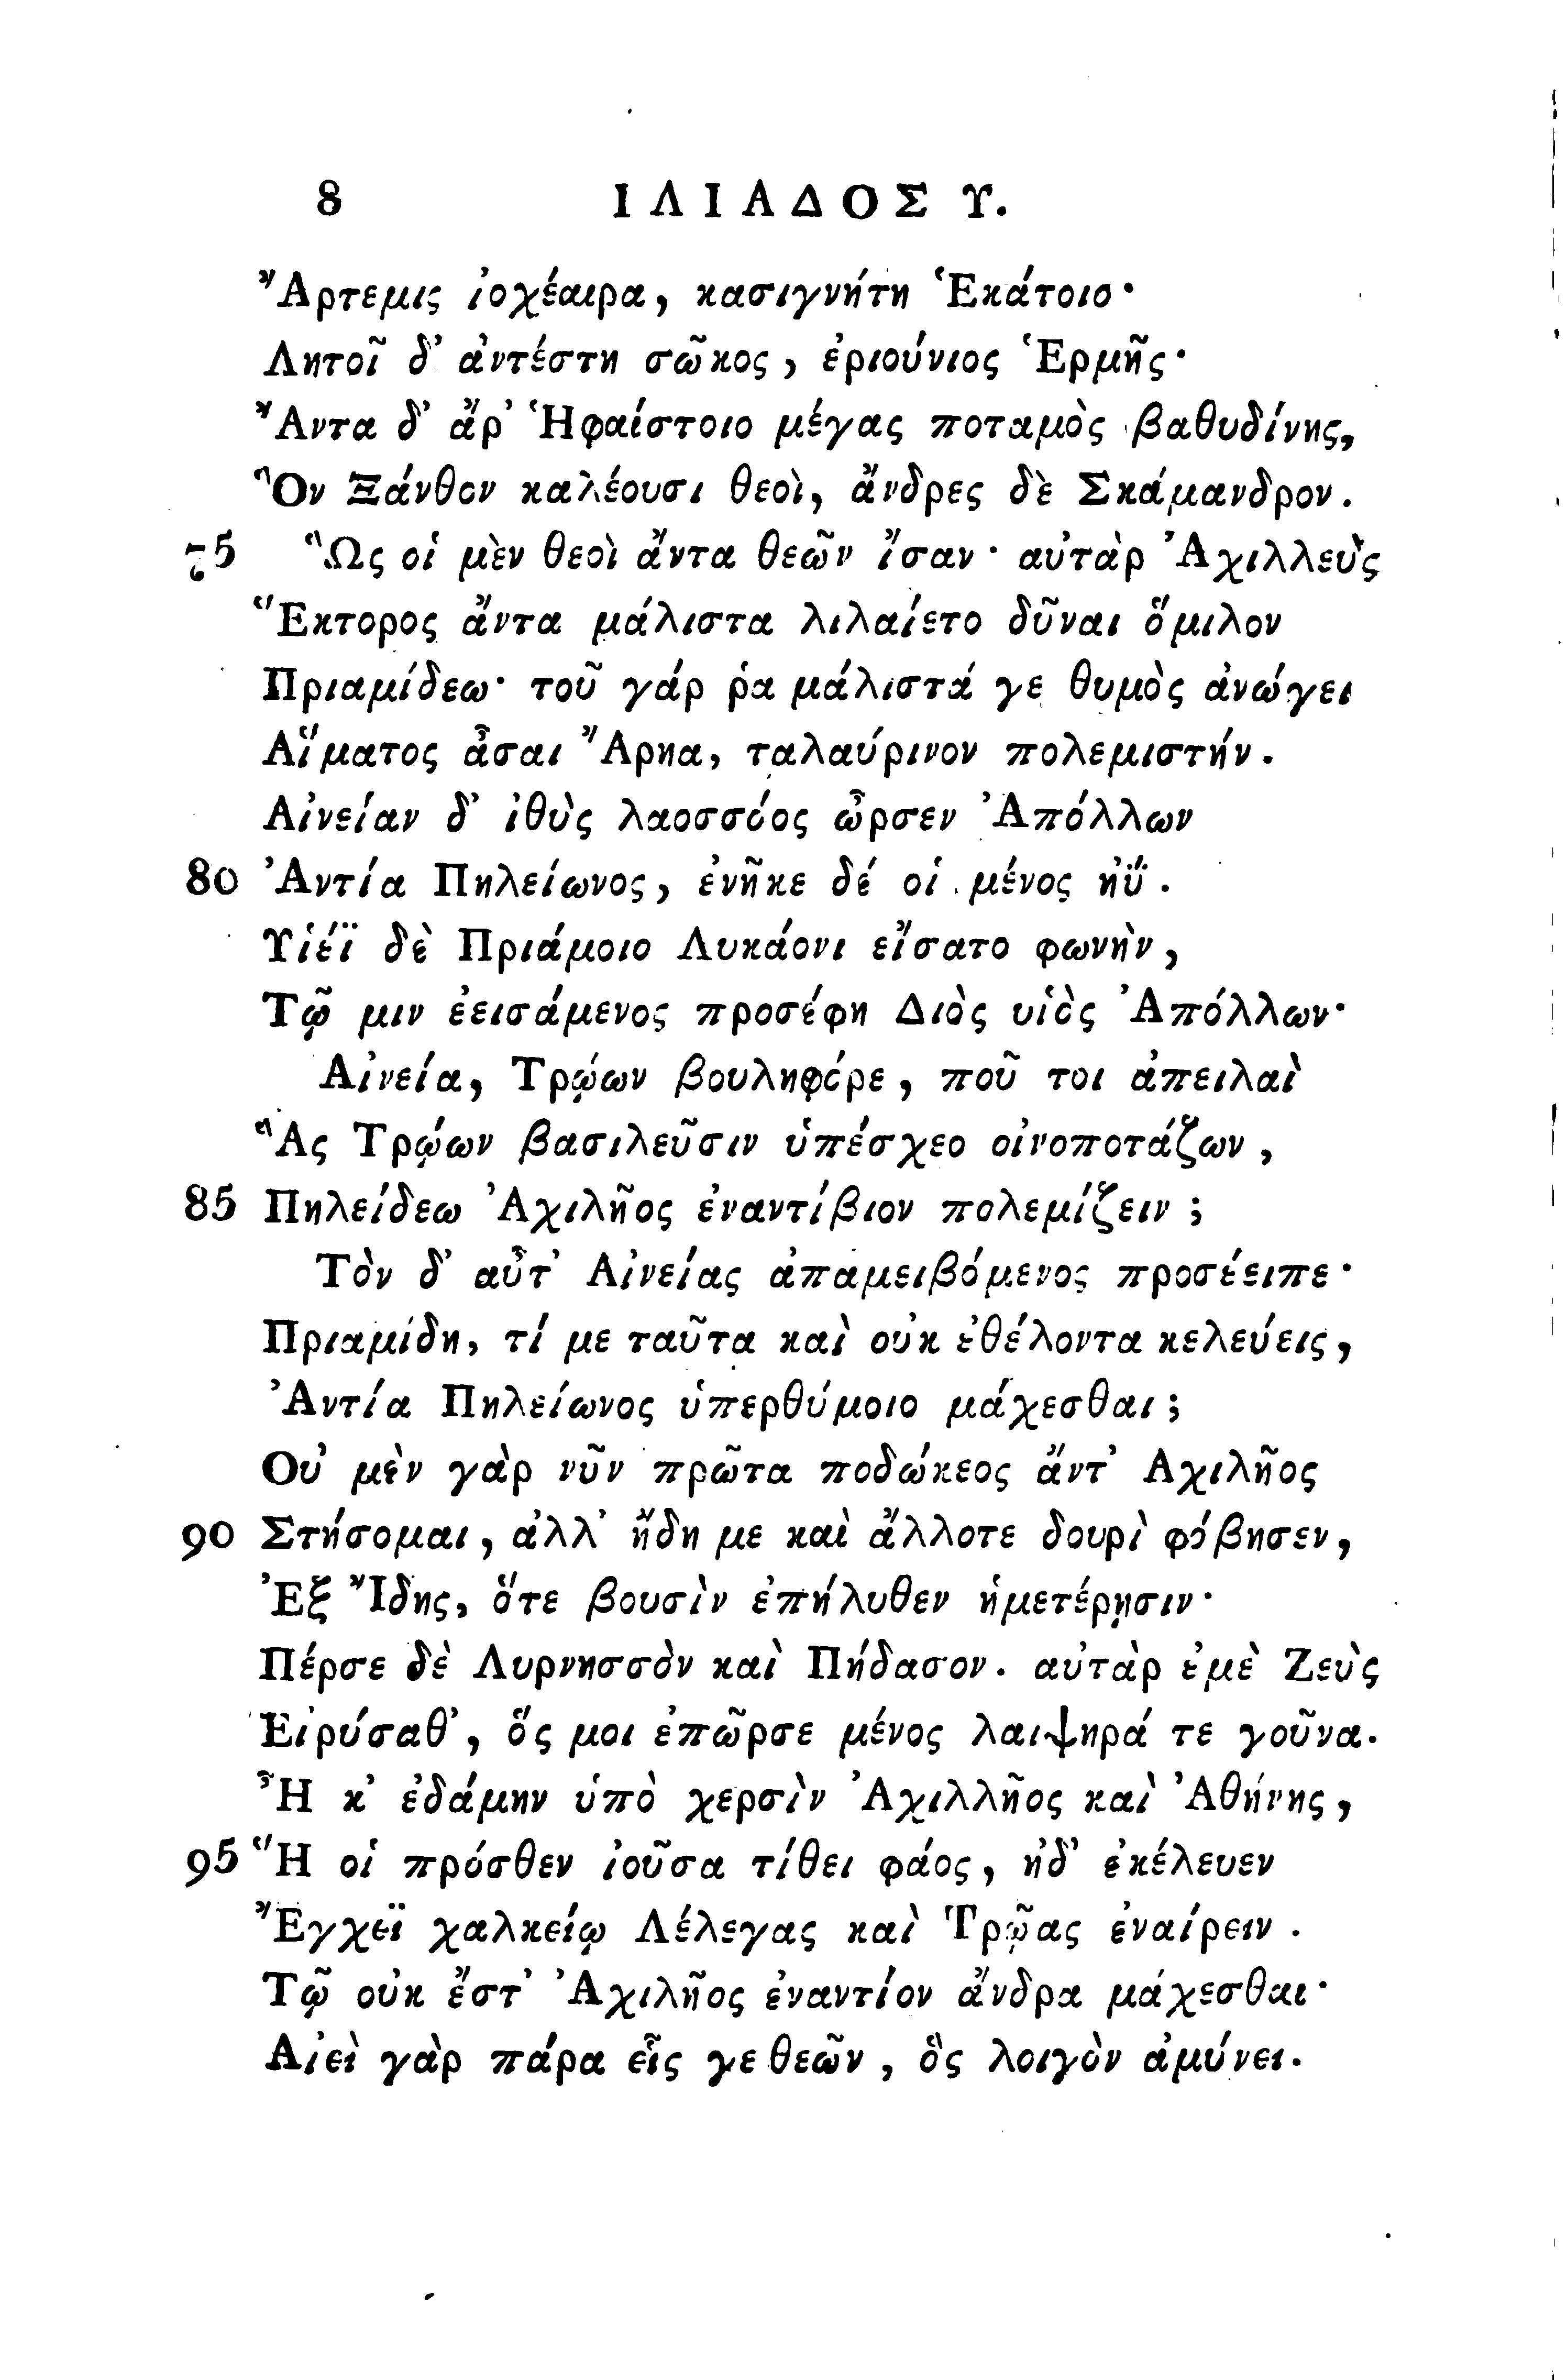 8 ΙΛΙΑΔΟΣ Υ.
Ἄρτεμις ἰοχέαιρα, κασιγνήτη Ἑκάτοιο·
Λητοῖ δ' ἀντέστη σῶκος, ἐριούνιος Ἑρμῆς·
Ἄντα δ' ἄρ' Ἡφαίστοιο μέγας ποταμὸς βαθυδίνης,
Ὃν Ξάνθον καλέουσι θεοὶ, ἄνδρες δὲ Σκάμανδρον.
75 Ὣς οἱ μὲν θεοὶ ἄντα θεῶν ἴσαν· αὐτὰρ Ἀχιλλεὺς
Ἕκτορος ἄντα μάλιστα λιλαίετο δῦναι ὅμιλον
Πριαμίδεω· τοῦ γάρ ῥα μάλιστά γε θυμὸς ἀνώγει
Αἵματος ἆσαι Ἄρηα, ταλαύρινον πολεμιστήν.
Αἰνείαν δ' ἰθὺς λαοσσόος ὦρσεν Ἀπόλλων
80 Ἀντία Πηλείωνος, ἐνῆκε δέ οἱ μένος ἠΰ.
Υἱέϊ δὲ Πριάμοιο Λυκάονι εἴσατο φωνὴν,
Τῷ μιν ἐεισάμενος προσέφη Διὸς υἱὸς Ἀπόλλων·
Αἰνεία, Τρώων βουληφόρε, ποῦ τοι ἀπειλαὶ
Ἃς Τρῴων βασιλεῦσιν ὑπέσχεο οἰνοποτάζων,
85 Πηλείδεω Ἀχιλῆος ἐναντίβιον πολεμίζειν;
Τὸν δ' αὖτ' Αἰνείας ἀπαμειβόμενος προσέειπε·
Πριαμίδη, τί με ταῦτα καὶ οὐκ ἐθέλοντα κελεύεις,
Ἀντία Πηλείωνος ὑπερθύμοιο μάχεσθαι;
Οὐ μὲν γὰρ νῦν πρῶτα ποδώκεος ἄντ' Αχιλῆος
90 Στήσομαι, ἀλλ' ἤδη με καὶ ἄλλοτε δουρὶ φόβησεν,
Ἐξ Ἴδης, ὅτε βουσὶν ἐπήλυθεν ἡμετέρῃσιν·
Πέρσε δὲ Λυρνησσὸν καὶ Πήδασον. αὐτὰρ ἐμὲ Ζεὺς
Εἰρύσαθ', ὅς μοι ἐπῶρσε μένος λαιψηρά τε γοῦνα.
Ἦ κ' ἐδάμην ὑπὸ χερσὶν Ἀχιλλῆος καὶ Ἀθήνης,
95 Ἥ οἱ πρόσθεν ἰοῦσα τίθει φάος, ἠδ' ἐκέλευεν
Ἔγχεϊ χαλκείῳ Λέλεγας καὶ Τρῷας ἐναίρειν.
Τῷ οὐκ ἔστ' Ἀχιλῆος ἐναντίον ἄνδρα μάχεσθαι·
Αἰεὶ γὰρ πάρα εἷς γε θεῶν, ὃς λοιγὸν ἀμύνει.